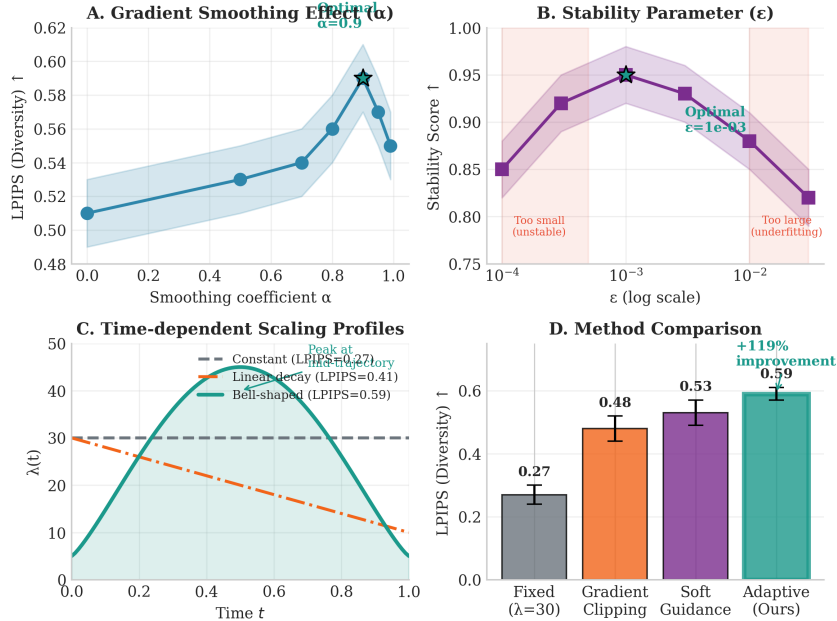 A. Gradient Smoothing Effect (α)
Optimal
α=0.9
LPIPS (Diversity) ↑
0.62
0.60
0.58
0.56
0.54
0.52
0.50
0.48
0.0
0.2
0.4
0.6
0.8
1.0
Smoothing coefficient α
B. Stability Parameter (ε)
Stability Score ↑
1.00
0.95
0.90
0.85
0.80
0.75
Optimal
ε=1e-03
Too small
(unstable)
Too large
(underfitting)
10⁻⁴
10⁻³
10⁻²
ε (log scale)
C. Time-dependent Scaling Profiles
λ(t)
50
40
30
20
10
0
Peak at
mid-trajectory
Constant (LPIPS=0.27)
Linear decay (LPIPS=0.41)
Bell-shaped (LPIPS=0.59)
0.0
0.2
0.4
0.6
0.8
1.0
Time t
D. Method Comparison
LPIPS (Diversity) ↑
0.6
0.4
0.2
0.0
+119%
improvement
0.27
0.48
0.53
0.59
Fixed
(λ=30)
Gradient
Clipping
Soft
Guidance
Adaptive
(Ours)